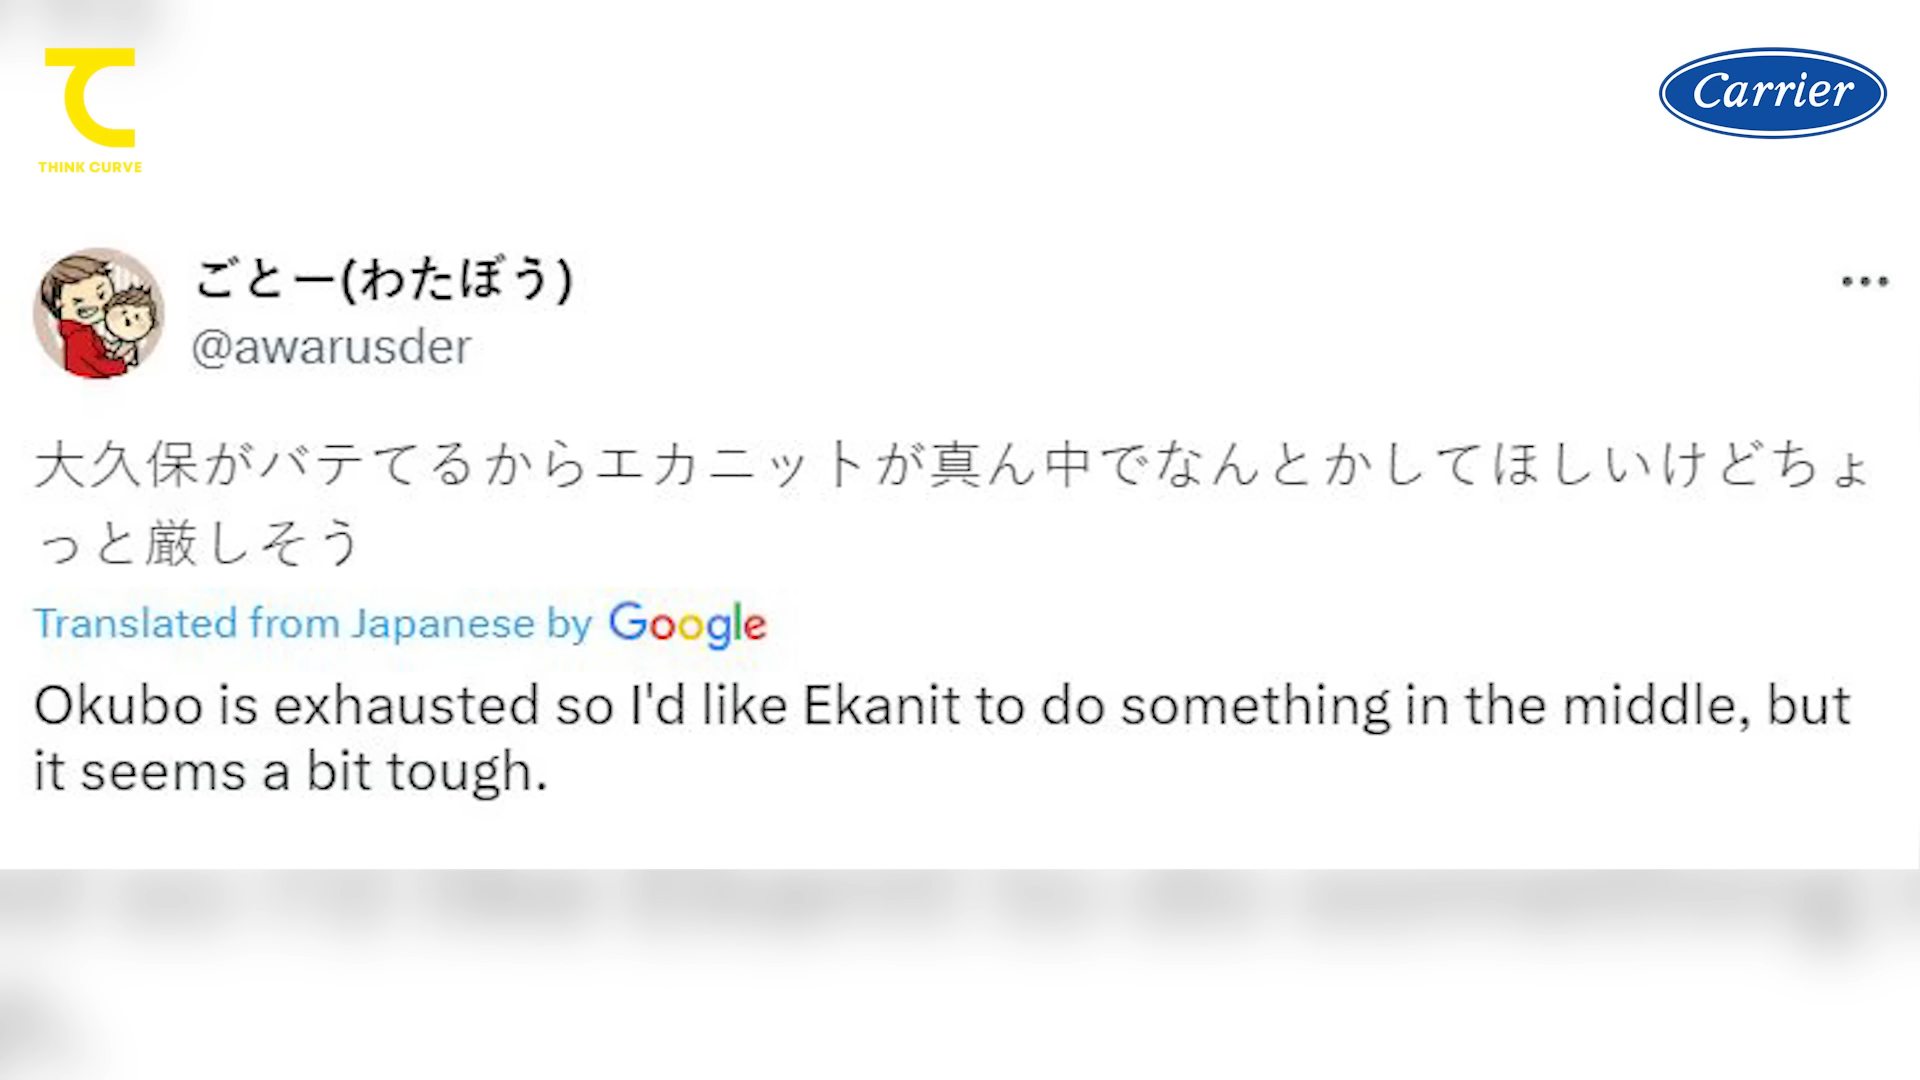 THINK CURVE
Carrier
ごとー(わたぼう)
@awarusder
大久保がバテてるからエカニットが真ん中でなんとかしてほしいけどちょ
っと厳しそう
Translated from Japanese by Google
Okubo is exhausted so I'd like Ekanit to do something in the middle, but
it seems a bit tough.